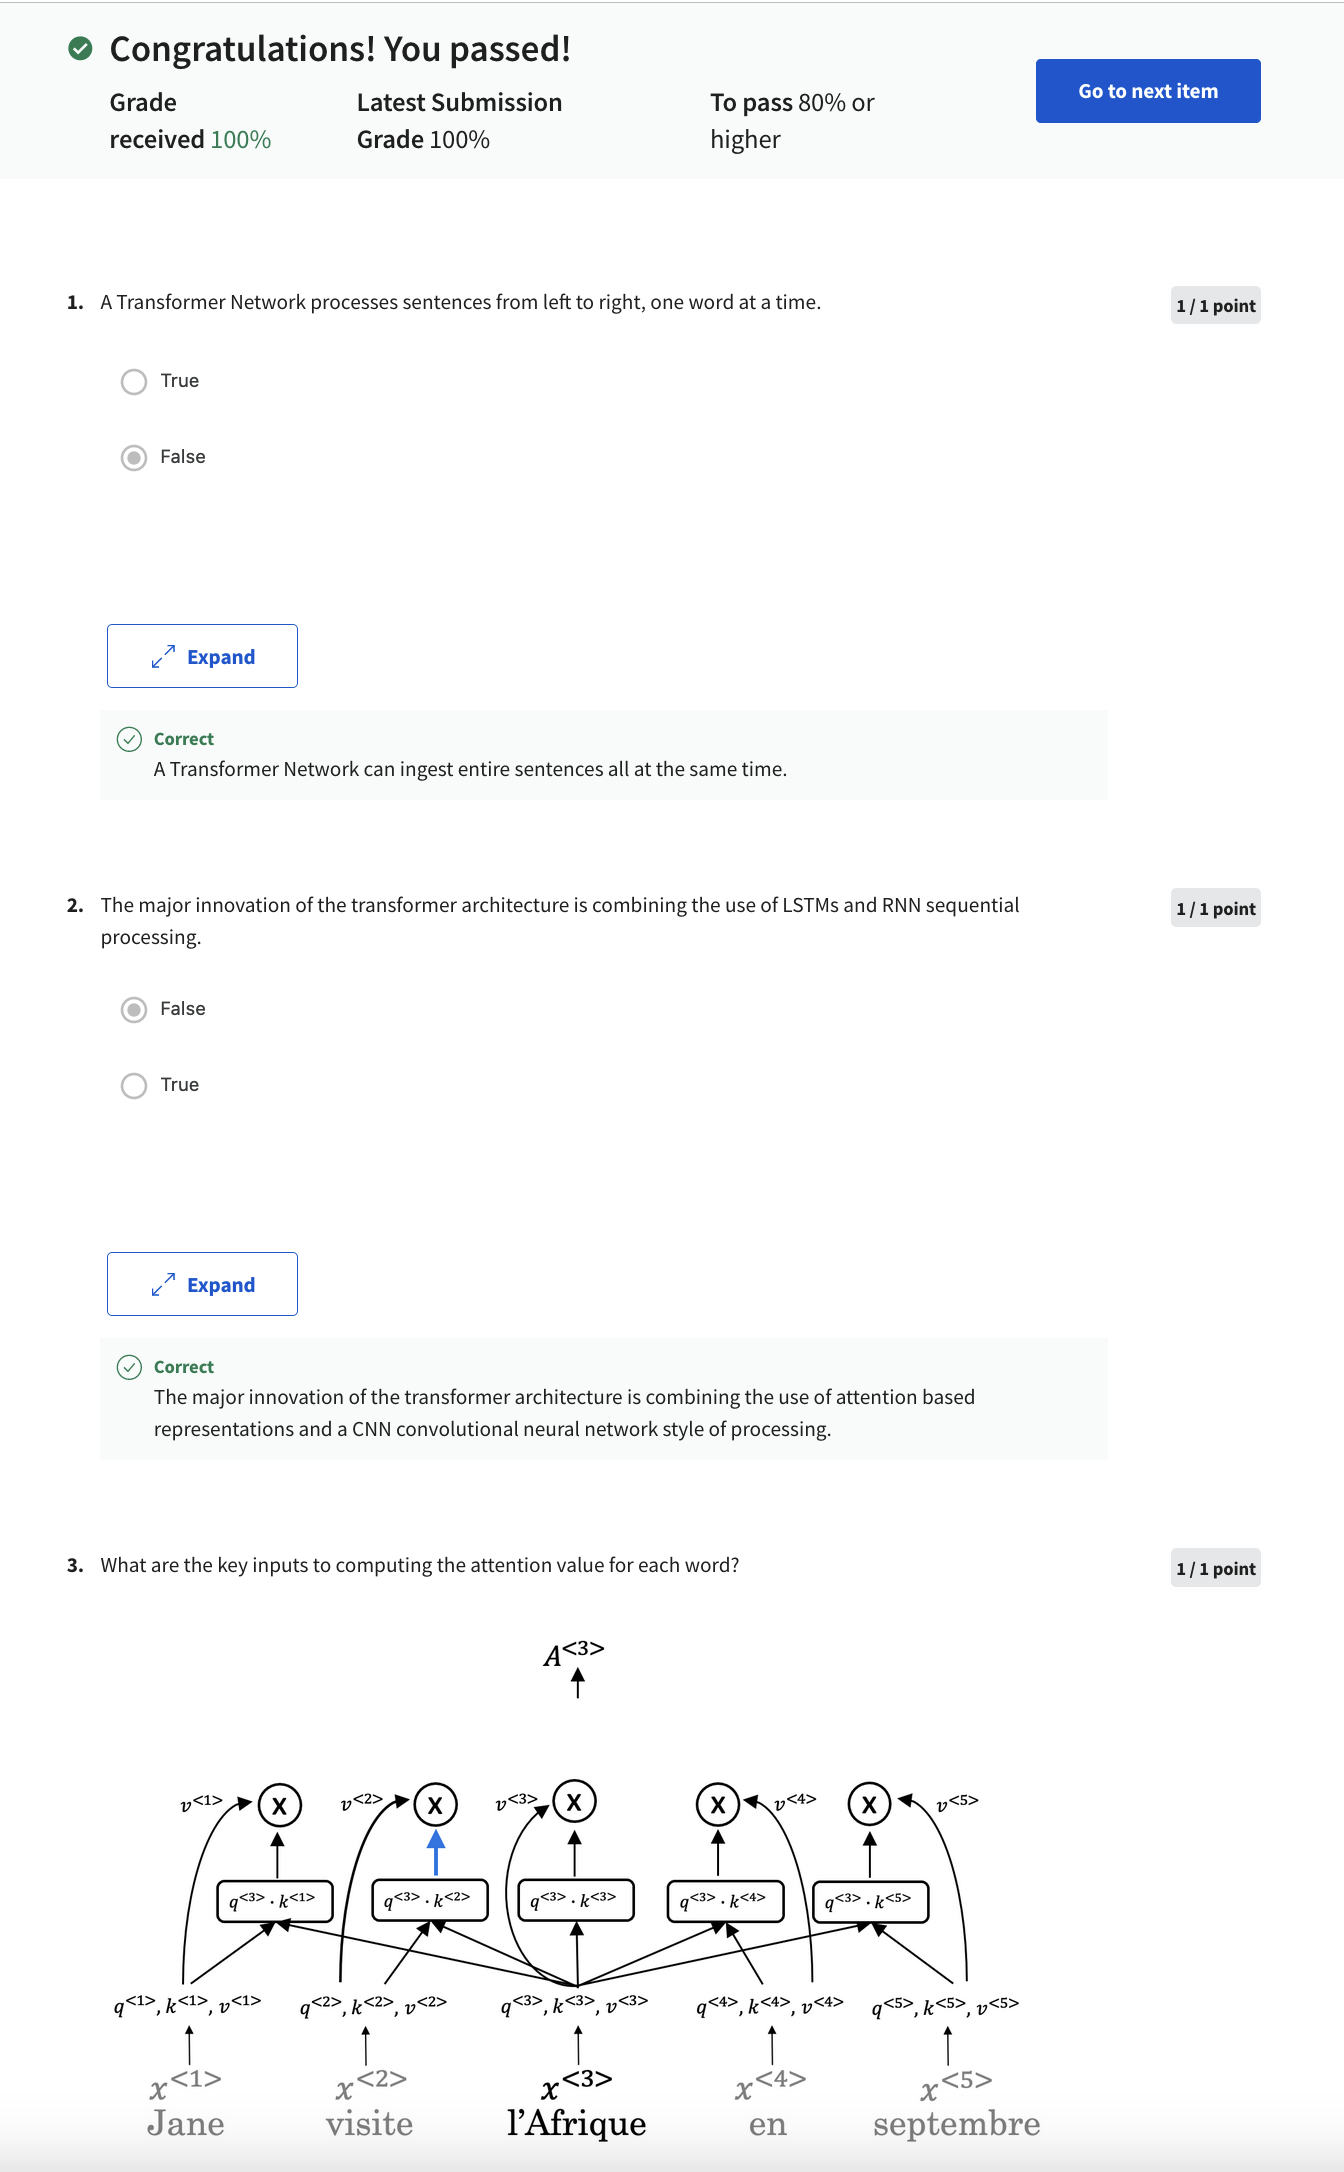 Congratulations! You passed!
Grade received 100%
Latest Submission Grade 100%
To pass 80% or higher
Go to next item
1. A Transformer Network processes sentences from left to right, one word at a time.
1 / 1 point
True
False
Expand
Correct
A Transformer Network can ingest entire sentences all at the same time.
2. The major innovation of the transformer architecture is combining the use of LSTMs and RNN sequential
processing.
1 / 1 point
False
True
Expand
Correct
The major innovation of the transformer architecture is combining the use of attention based
representations and a CNN convolutional neural network style of processing.
3. What are the key inputs to computing the attention value for each word?
1 / 1 point
A<3>
v<1> X v<2> X v<3> X X v<4> X v<5>
q<3> · k<1> q<3> · k<2> q<3> · k<3> q<3> · k<4> q<3> · k<5>
q<1>, k<1>, v<1> q<2>, k<2>, v<2> q<3>, k<3>, v<3> q<4>, k<4>, v<4> q<5>, k<5>, v<5>
x<1> x<2> x<3> x<4> x<5>
Jane visite l’Afrique en septembre